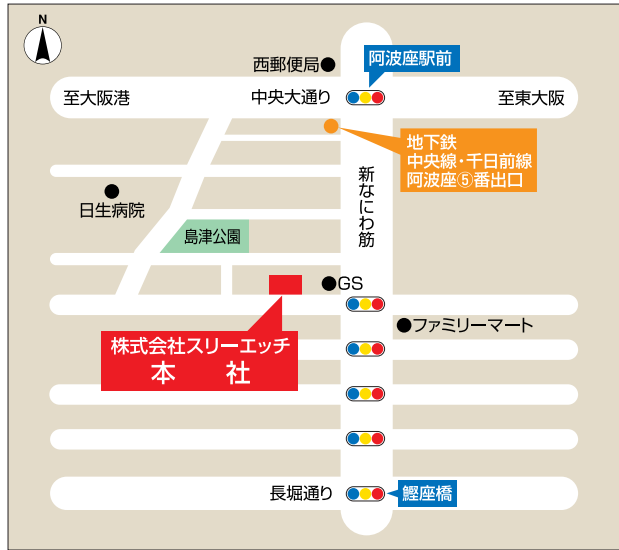 N
西郵便局
阿波座駅前
至大阪港
中央大通り
至東大阪
地下鉄
中央線・千日前線
阿波座⑤番出口
新なにわ筋
日生病院
島津公園
GS
ファミリーマート
株式会社スリーエッチ
本 社
長堀通り
鰹座橋